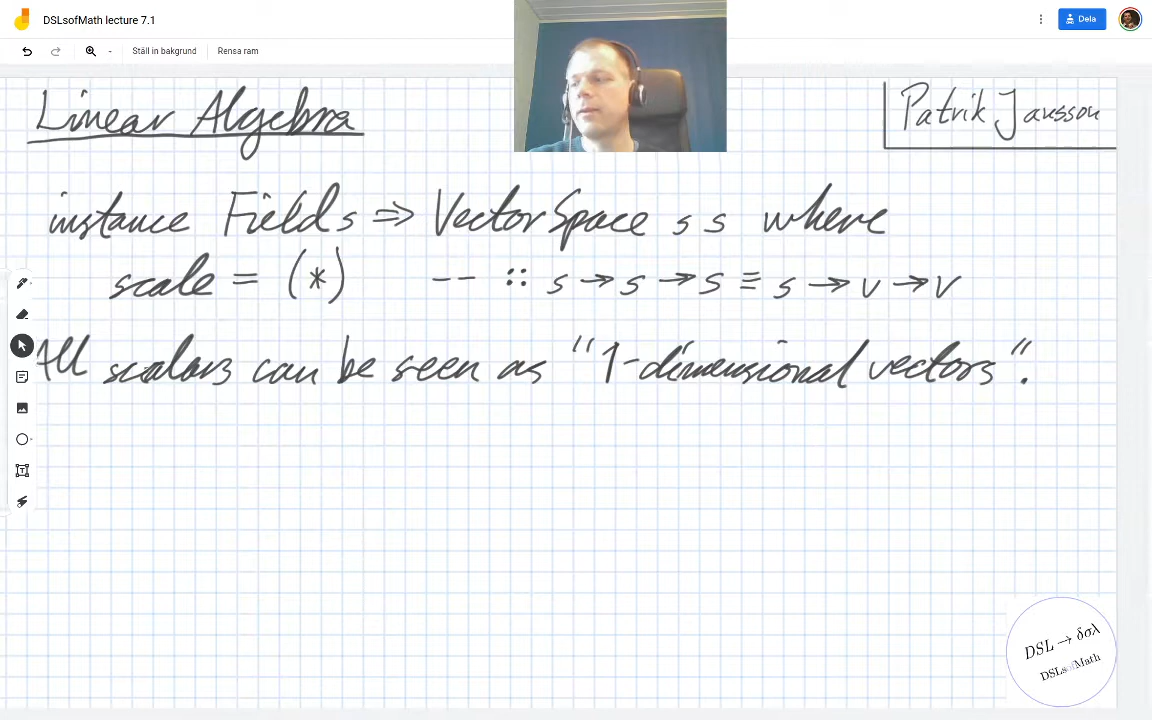 DSLsofMath lecture 7.1
Dela
Ställ in bakgrund
Rensa ram
Linear Algebra
Patrik Jansson
instance Field s => VectorSpace s s where
scale = (*) -- :: s → s → s ≡ s → v → v
All scalars can be seen as "1-dimensional vectors".
DSL → δσλ
DSLsofMath